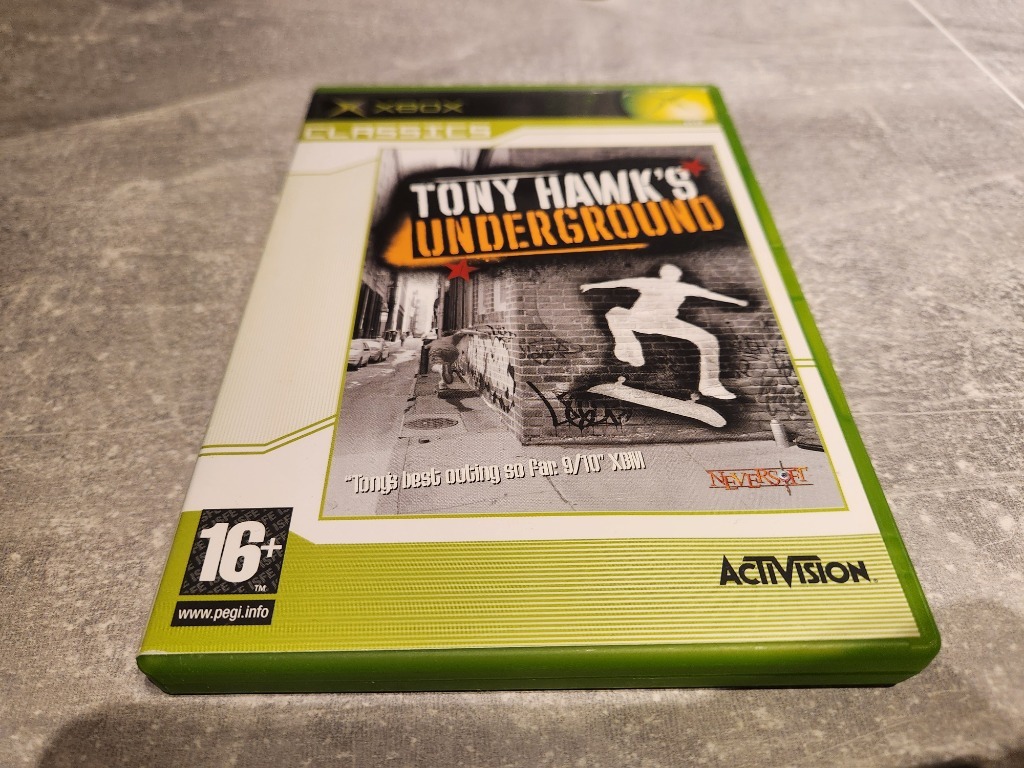 XBOX
CLASSICS
TONY HAWK'S
UNDERGROUND
"Tony's best outing so far: 9/10" XBM
NEVERSOFT
16+
TM
www.pegi.info
ACTIVISION.